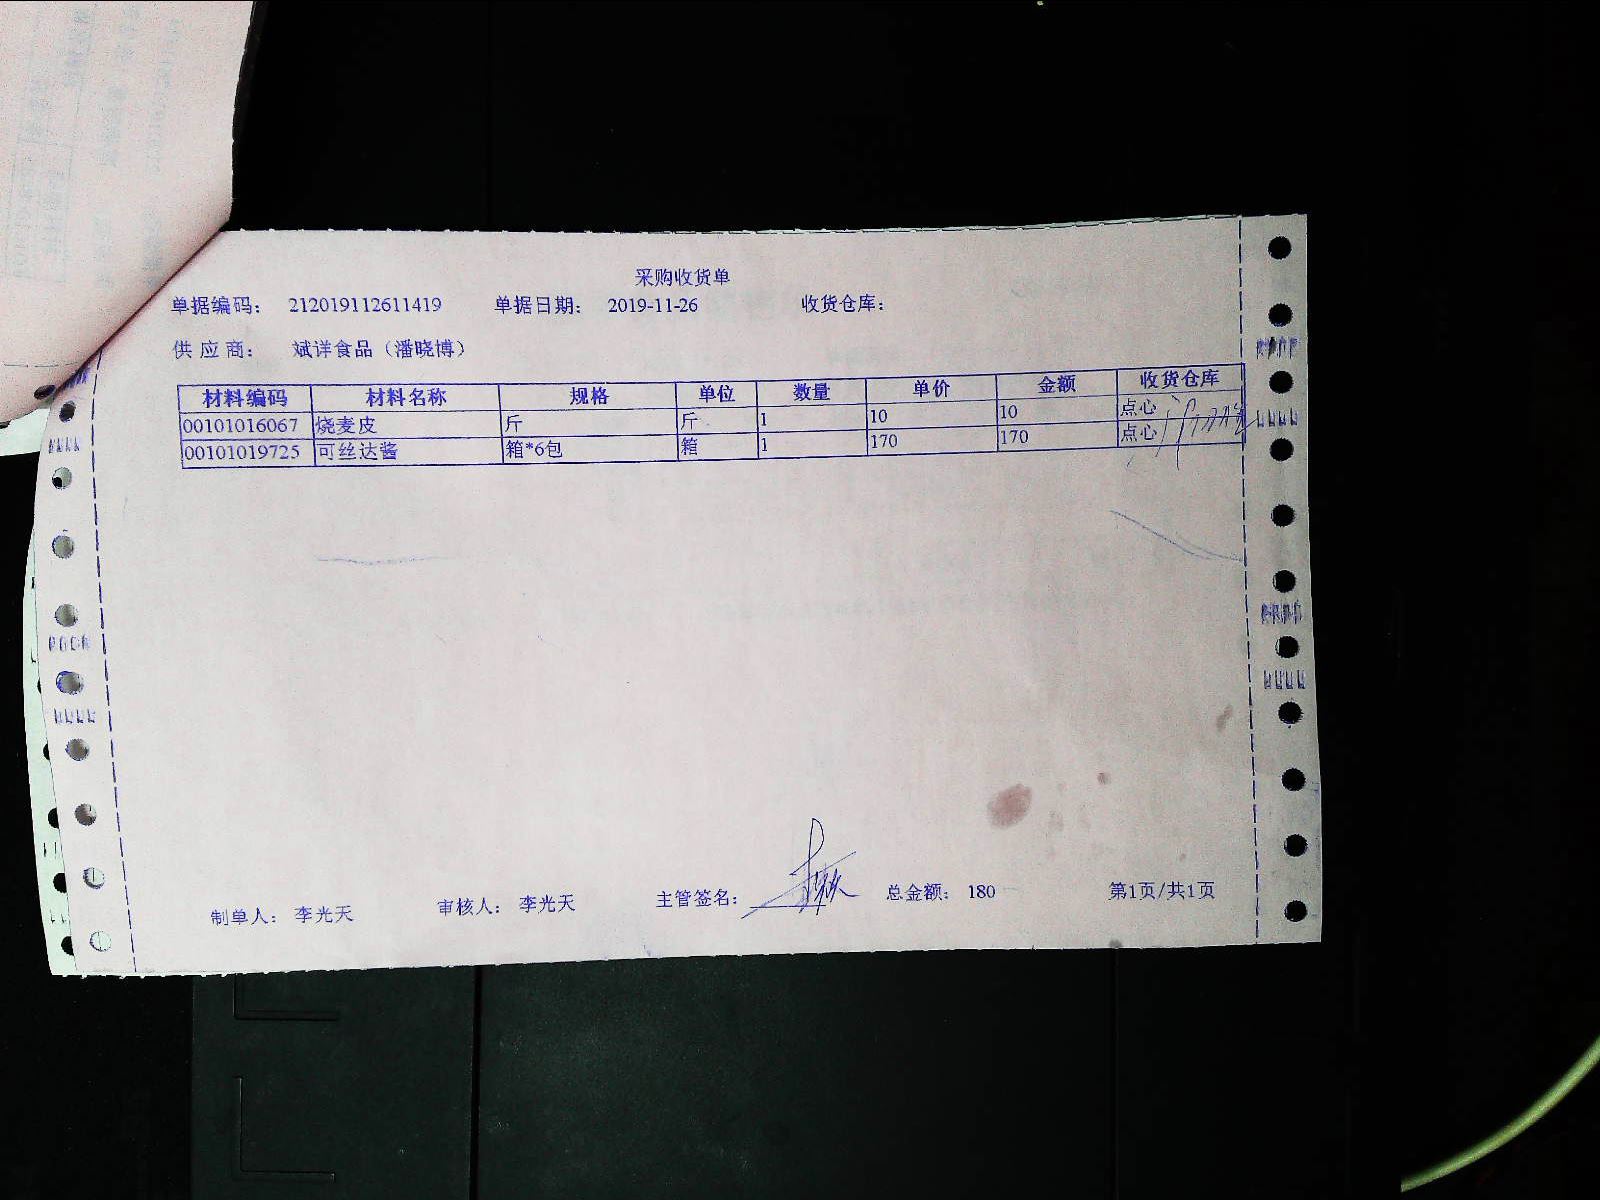 采购收货单
单据编码： 212019112611419 单据日期： 2019-11-26 收货仓库：
供应商： 斌详食品（潘晓博）
材料编码 材料名称 规格 单位 数量 单价 金额 收货仓库
00101016067 烧麦皮 斤 斤 1 10 10 点心
00101019725 可丝达酱 箱*6包 箱 1 170 170 点心
制单人： 李光天 审核人： 李光天 主管签名： 总金额： 180 第1页/共1页